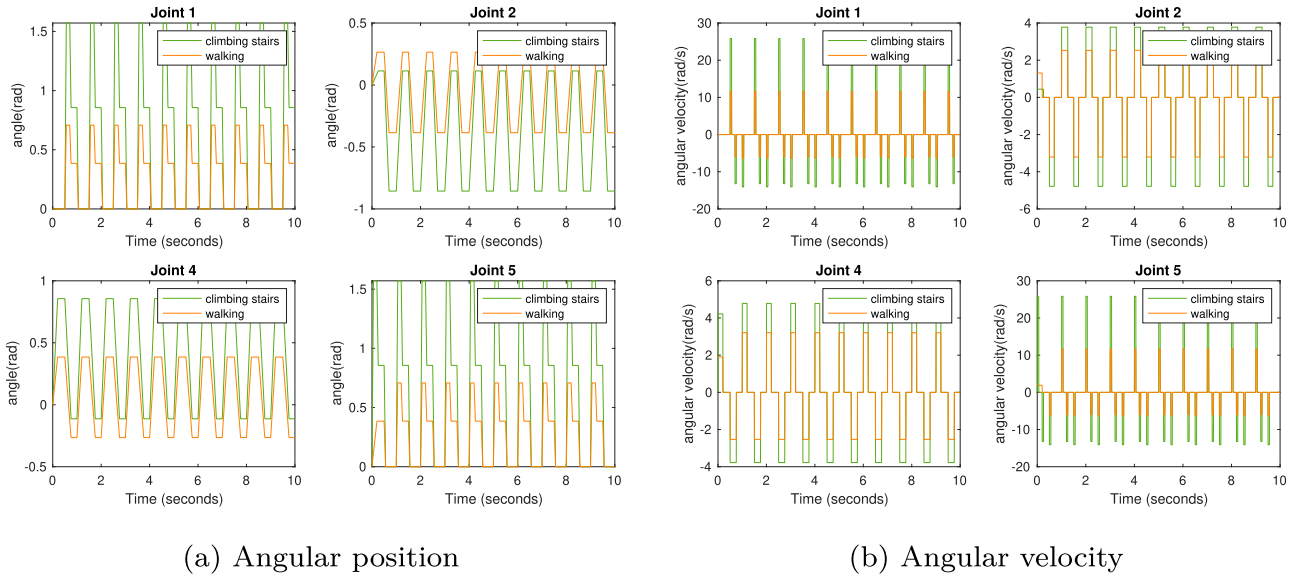 Joint 1
climbing stairs
walking
angle(rad)
1.5
1
0.5
0
0 2 4 6 8 10
Time (seconds)
Joint 2
climbing stairs
walking
angle(rad)
0.5
0
-0.5
-1
0 2 4 6 8 10
Time (seconds)
Joint 4
climbing stairs
walking
angle(rad)
1
0.5
0
-0.5
0 2 4 6 8 10
Time (seconds)
Joint 5
climbing stairs
walking
angle(rad)
1.5
1
0.5
0
0 2 4 6 8 10
Time (seconds)
(a) Angular position
Joint 1
climbing stairs
walking
angular velocity(rad/s)
30
20
10
0
-10
-20
0 2 4 6 8 10
Time (seconds)
Joint 2
climbing stairs
walking
angular velocity(rad/s)
4
2
0
-2
-4
-6
0 2 4 6 8 10
Time (seconds)
Joint 4
climbing stairs
walking
angular velocity(rad/s)
6
4
2
0
-2
-4
0 2 4 6 8 10
Time (seconds)
Joint 5
climbing stairs
walking
angular velocity(rad/s)
30
20
10
0
-10
-20
0 2 4 6 8 10
Time (seconds)
(b) Angular velocity